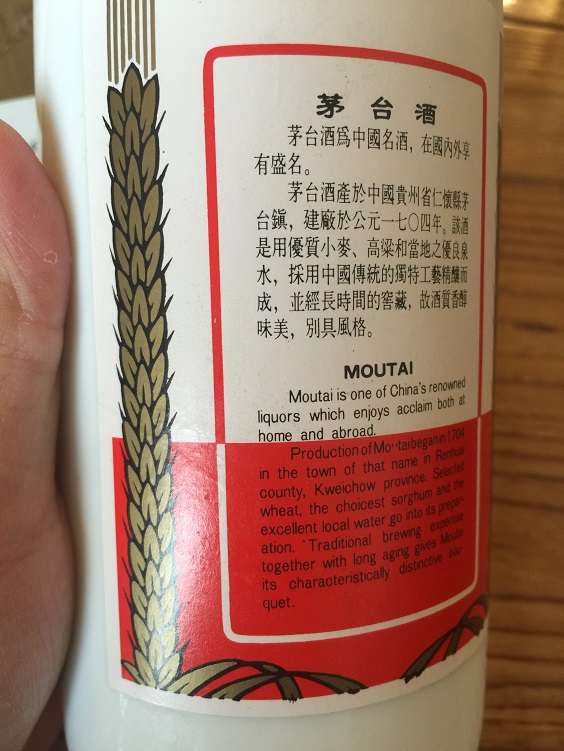 茅台酒
茅台酒爲中國名酒，在國內外享
有盛名。
茅台酒產於中國貴州省仁懷縣茅
台鎮，建廠於公元一七〇四年。該酒
是用優質小麥、高粱和當地之優良泉
水，採用中國傳統的獨特工藝精釀而
成，並經長時間的窖藏，故酒質香醇
味美，別具風格。
MOUTAI
Moutai is one of China's renowned
liquors which enjoys acclaim both at
home and abroad.
Production of Moutai began in 1704
in the town of that name in Renhuai
county, Kweichow province. Selected
wheat, the choicest sorghum and the
excellent local water go into its prepar-
ation. Traditional brewing expertise
together with long aging gives Moutai
its characteristically distinctive bou-
quet.